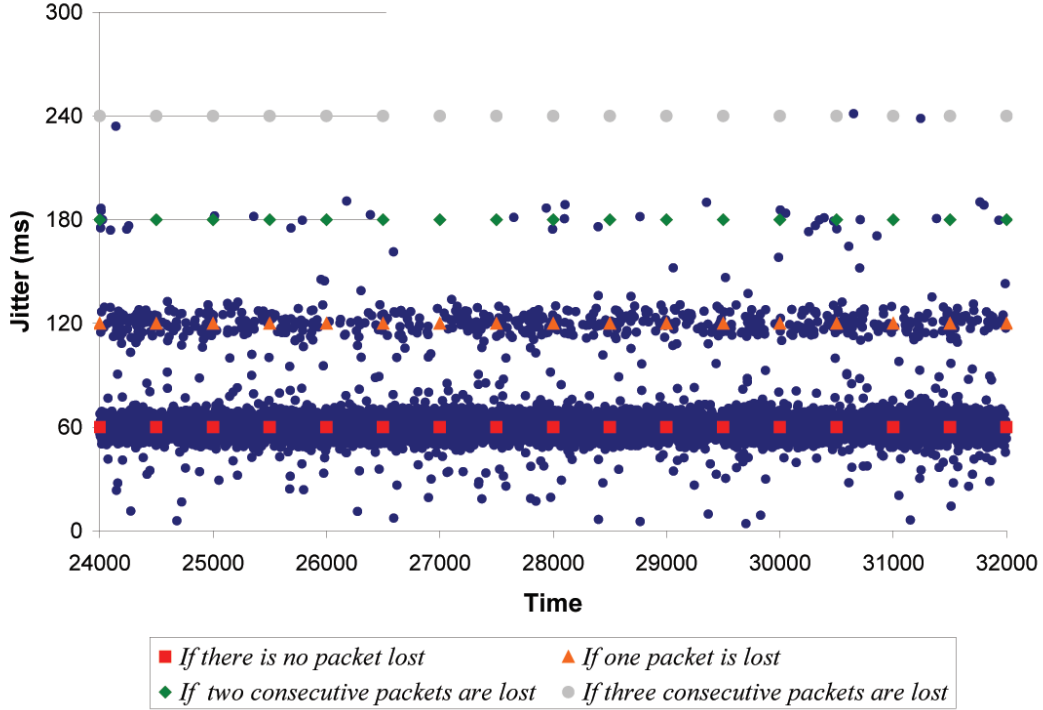 300
240
180
120
60
0
Jitter (ms)
24000 25000 26000 27000 28000 29000 30000 31000 32000
Time
If there is no packet lost If one packet is lost
If two consecutive packets are lost If three consecutive packets are lost